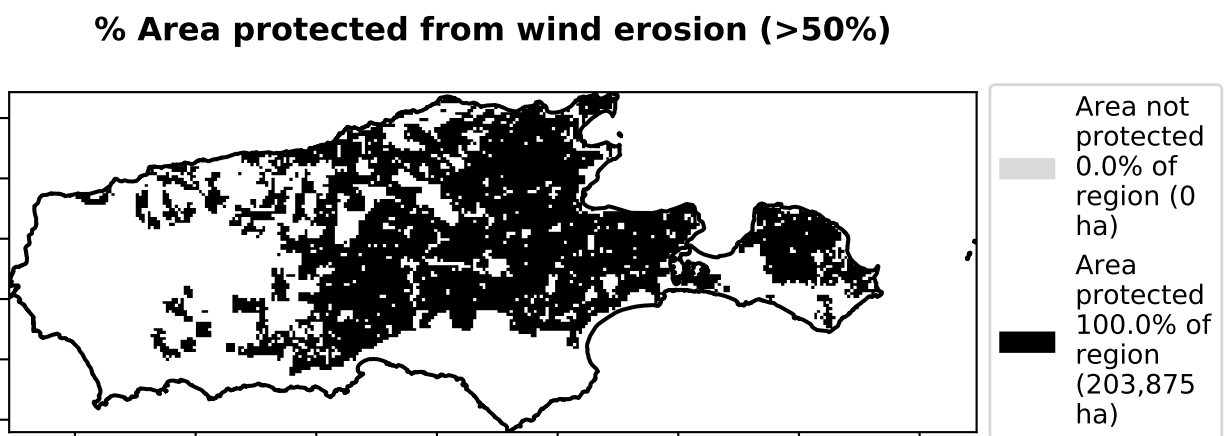 % Area protected from wind erosion (>50%)
Area not
protected
0.0% of
region (0
ha)
Area
protected
100.0% of
region
(203,875
ha)